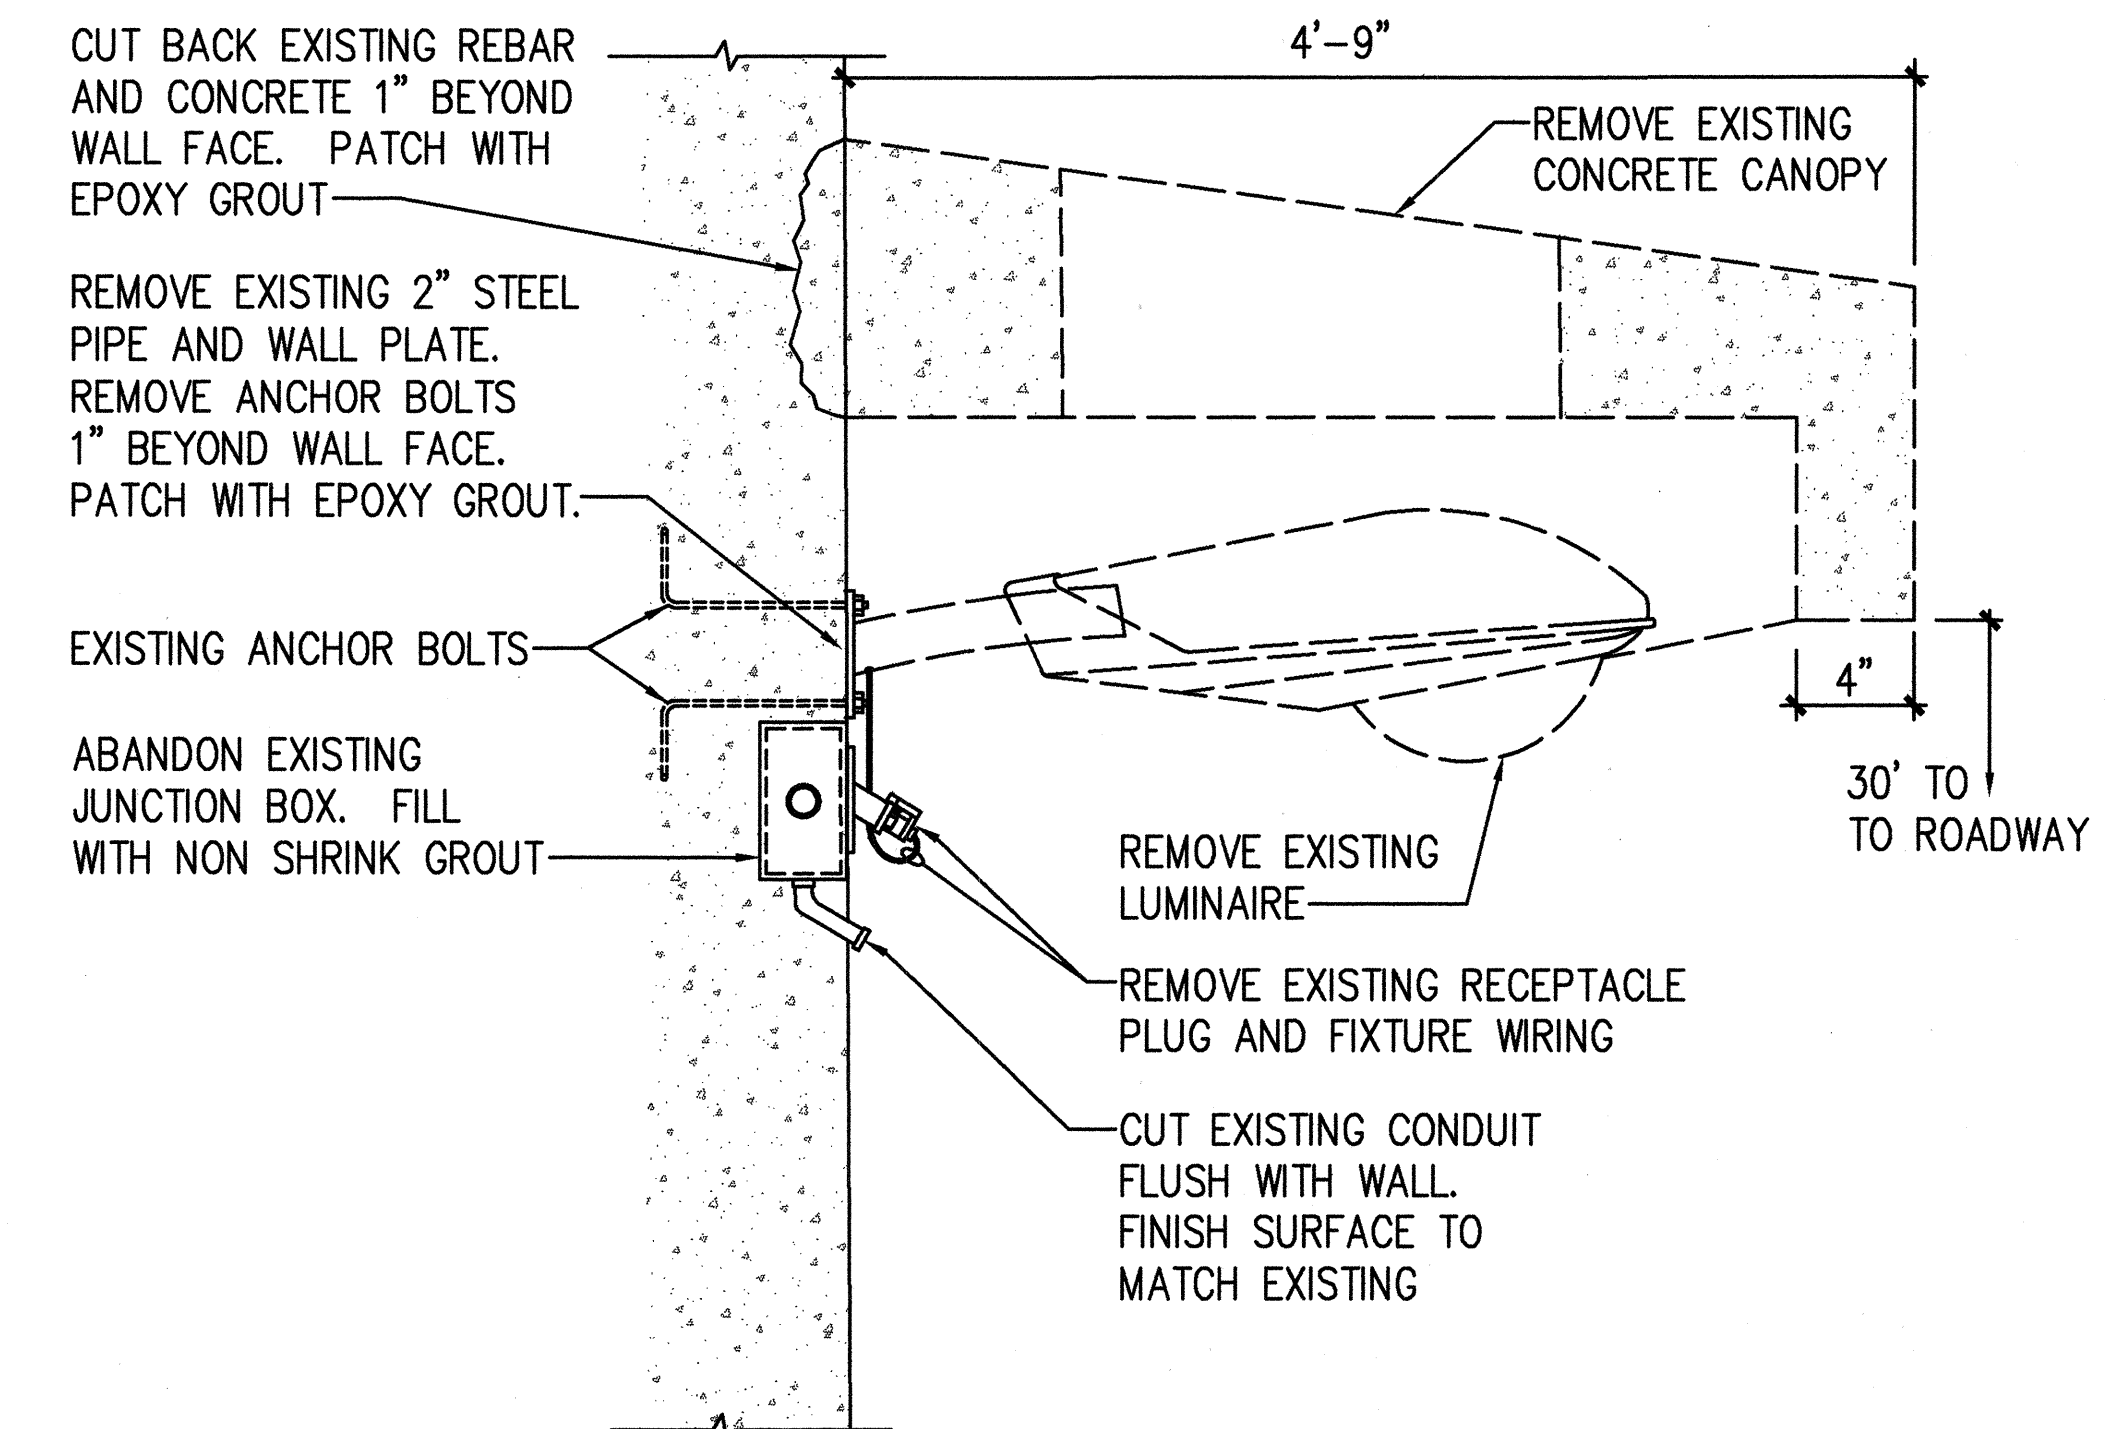 CUT BACK EXISTING REBAR
AND CONCRETE 1" BEYOND
WALL FACE. PATCH WITH
EPOXY GROUT
REMOVE EXISTING 2" STEEL
PIPE AND WALL PLATE.
REMOVE ANCHOR BOLTS
1" BEYOND WALL FACE.
PATCH WITH EPOXY GROUT.
EXISTING ANCHOR BOLTS
ABANDON EXISTING
JUNCTION BOX. FILL
WITH NON SHRINK GROUT
4'-9"
REMOVE EXISTING
CONCRETE CANOPY
4"
30' TO
TO ROADWAY
REMOVE EXISTING
LUMINAIRE
REMOVE EXISTING RECEPTACLE
PLUG AND FIXTURE WIRING
CUT EXISTING CONDUIT
FLUSH WITH WALL.
FINISH SURFACE TO
MATCH EXISTING